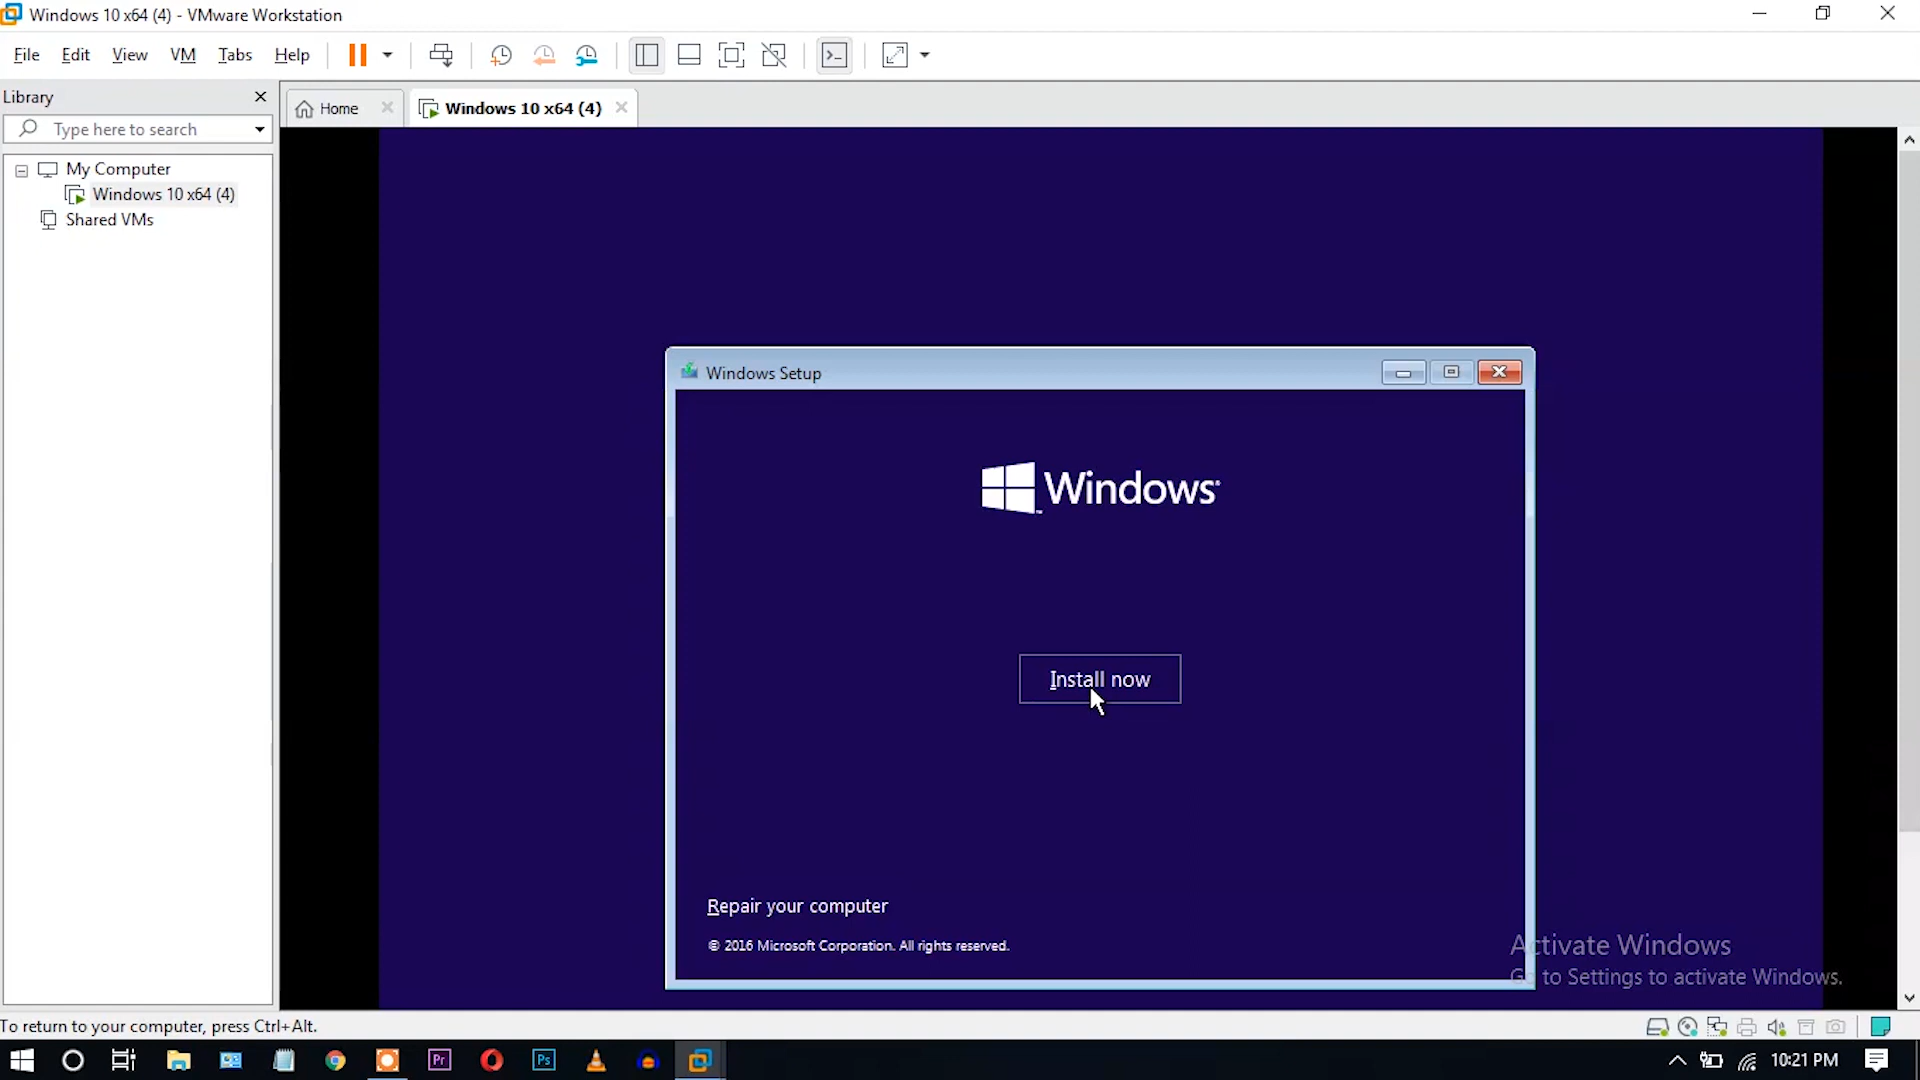 Windows 10 x64 (4) - VMware Workstation
File Edit View VM Tabs Help
Library
Type here to search
My Computer
Windows 10 x64 (4)
Shared VMs
Home
Windows 10 x64 (4)
Windows Setup
Windows
Install now
Repair your computer
© 2016 Microsoft Corporation. All rights reserved.
Activate Windows
Go to Settings to activate Windows.
To return to your computer, press Ctrl+Alt.
Pr
Ps
10:21 PM